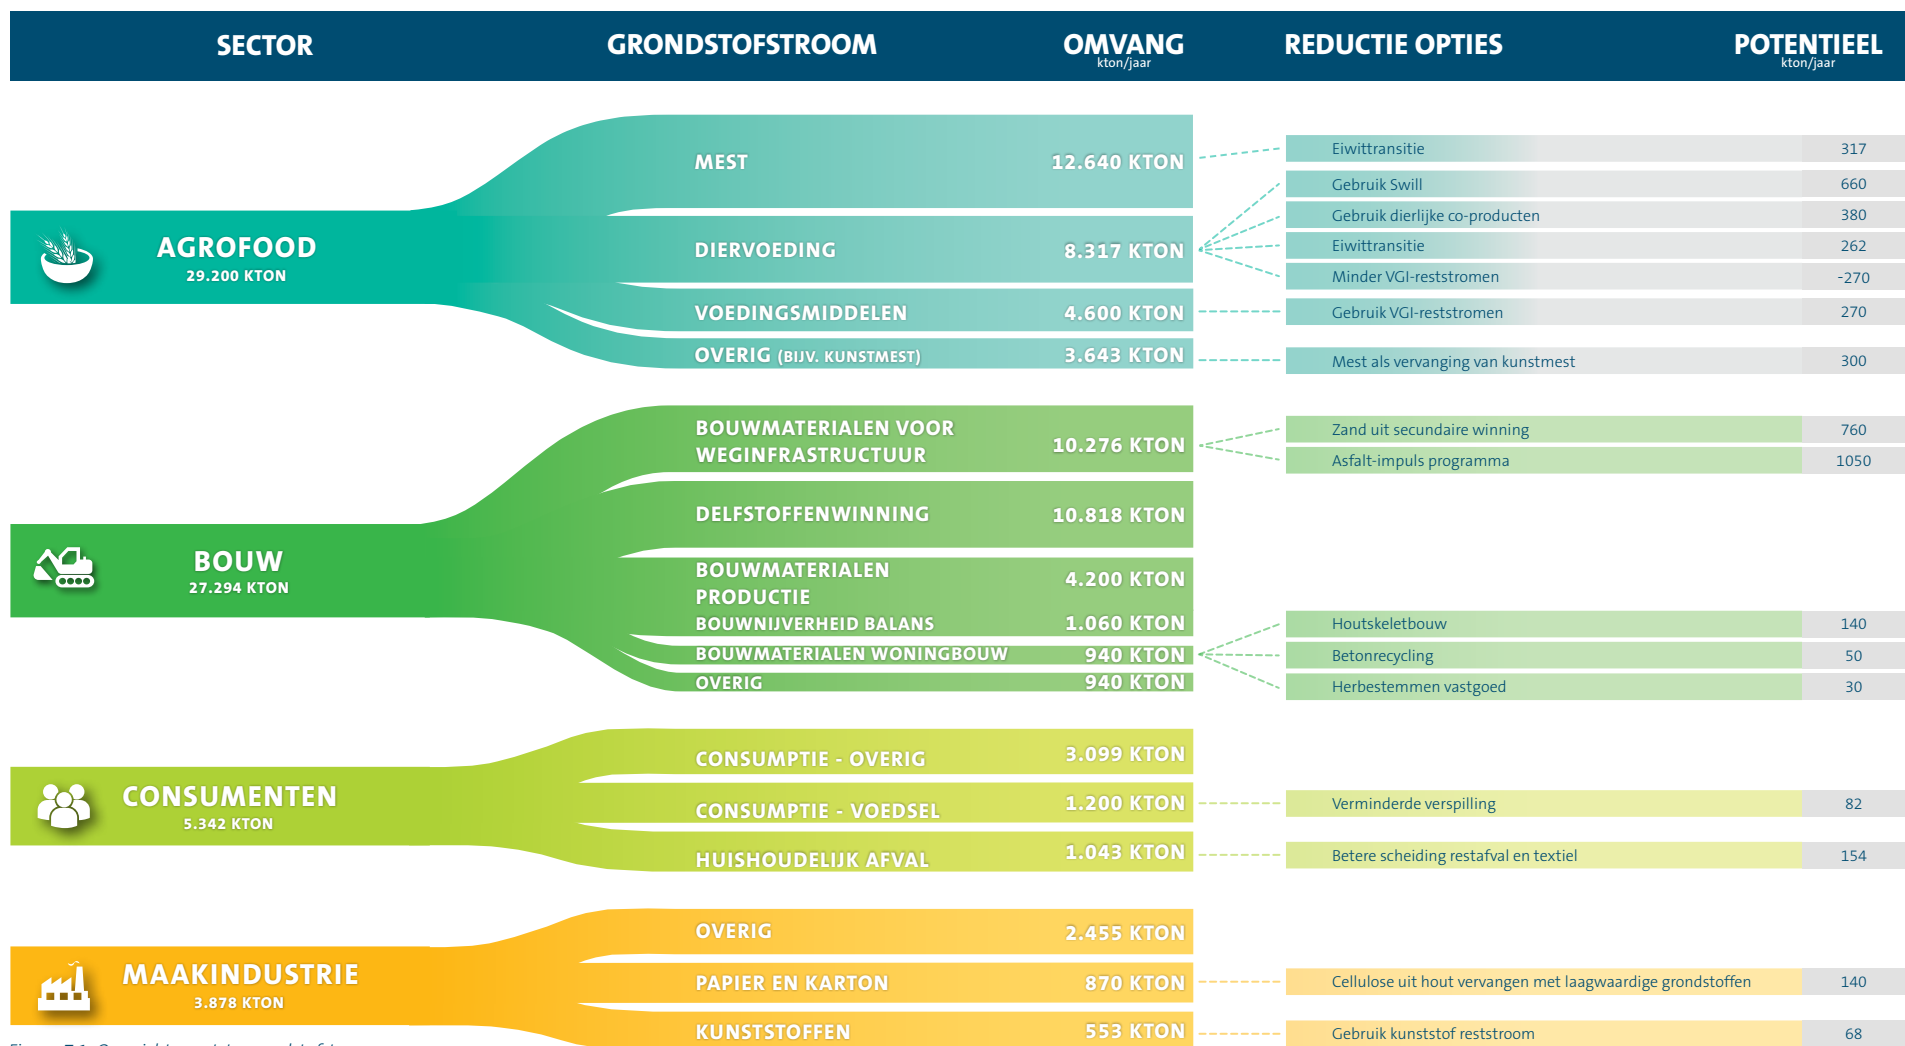 SECTOR
GRONDSTOFSTROOM
OMVANG
kton/jaar
REDUCTIE OPTIES
POTENTIEEL
kton/jaar
AGROFOOD
29.200 KTON
MEST 12.640 KTON
Eiwittransitie 317
DIERVOEDING 8.317 KTON
Gebruik Swill 660
Gebruik dierlijke co-producten 380
Eiwittransitie 262
Minder VGI-reststromen -270
VOEDINGSMIDDELEN 4.600 KTON
Gebruik VGI-reststromen 270
OVERIG (BIJV. KUNSTMEST) 3.643 KTON
Mest als vervanging van kunstmest 300
BOUW
27.294 KTON
BOUWMATERIALEN VOOR
WEGINFRASTRUCTUUR 10.276 KTON
Zand uit secundaire winning 760
Asfalt-impuls programma 1050
DELFSTOFFENWINNING 10.818 KTON
BOUWMATERIALEN
PRODUCTIE 4.200 KTON
BOUWNIJVERHEID BALANS 1.060 KTON
BOUWMATERIALEN WONINGBOUW 940 KTON
Houtskeletbouw 140
Betonrecycling 50
Herbestemmen vastgoed 30
OVERIG 940 KTON
CONSUMENTEN
5.342 KTON
CONSUMPTIE - OVERIG 3.099 KTON
CONSUMPTIE - VOEDSEL 1.200 KTON
Verminderde verspilling 82
HUISHOUDELIJK AFVAL 1.043 KTON
Betere scheiding restafval en textiel 154
MAAKINDUSTRIE
3.878 KTON
OVERIG 2.455 KTON
PAPIER EN KARTON 870 KTON
Cellulose uit hout vervangen met laagwaardige grondstoffen 140
KUNSTSTOFFEN 553 KTON
Gebruik kunststof reststroom 68